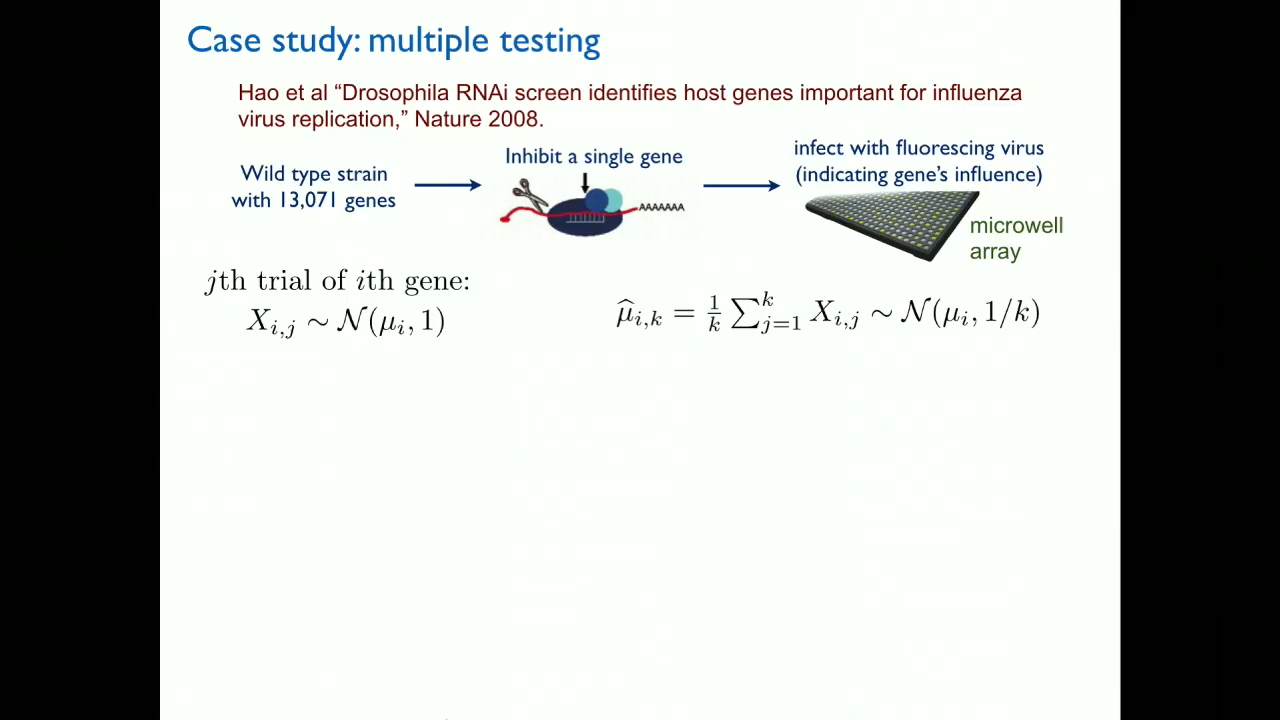 Case study: multiple testing
Hao et al “Drosophila RNAi screen identifies host genes important for influenza
virus replication,” Nature 2008.
Wild type strain
with 13,071 genes
Inhibit a single gene
AAAAAAA
infect with fluorescing virus
(indicating gene's influence)
microwell
array
jth trial of ith gene:
X_{i,j} ∼ 𝒩(μ_i, 1)
μ̂_{i,k} = 1/k ∑_{j=1}^{k} X_{i,j} ∼ 𝒩(μ_i, 1/k)